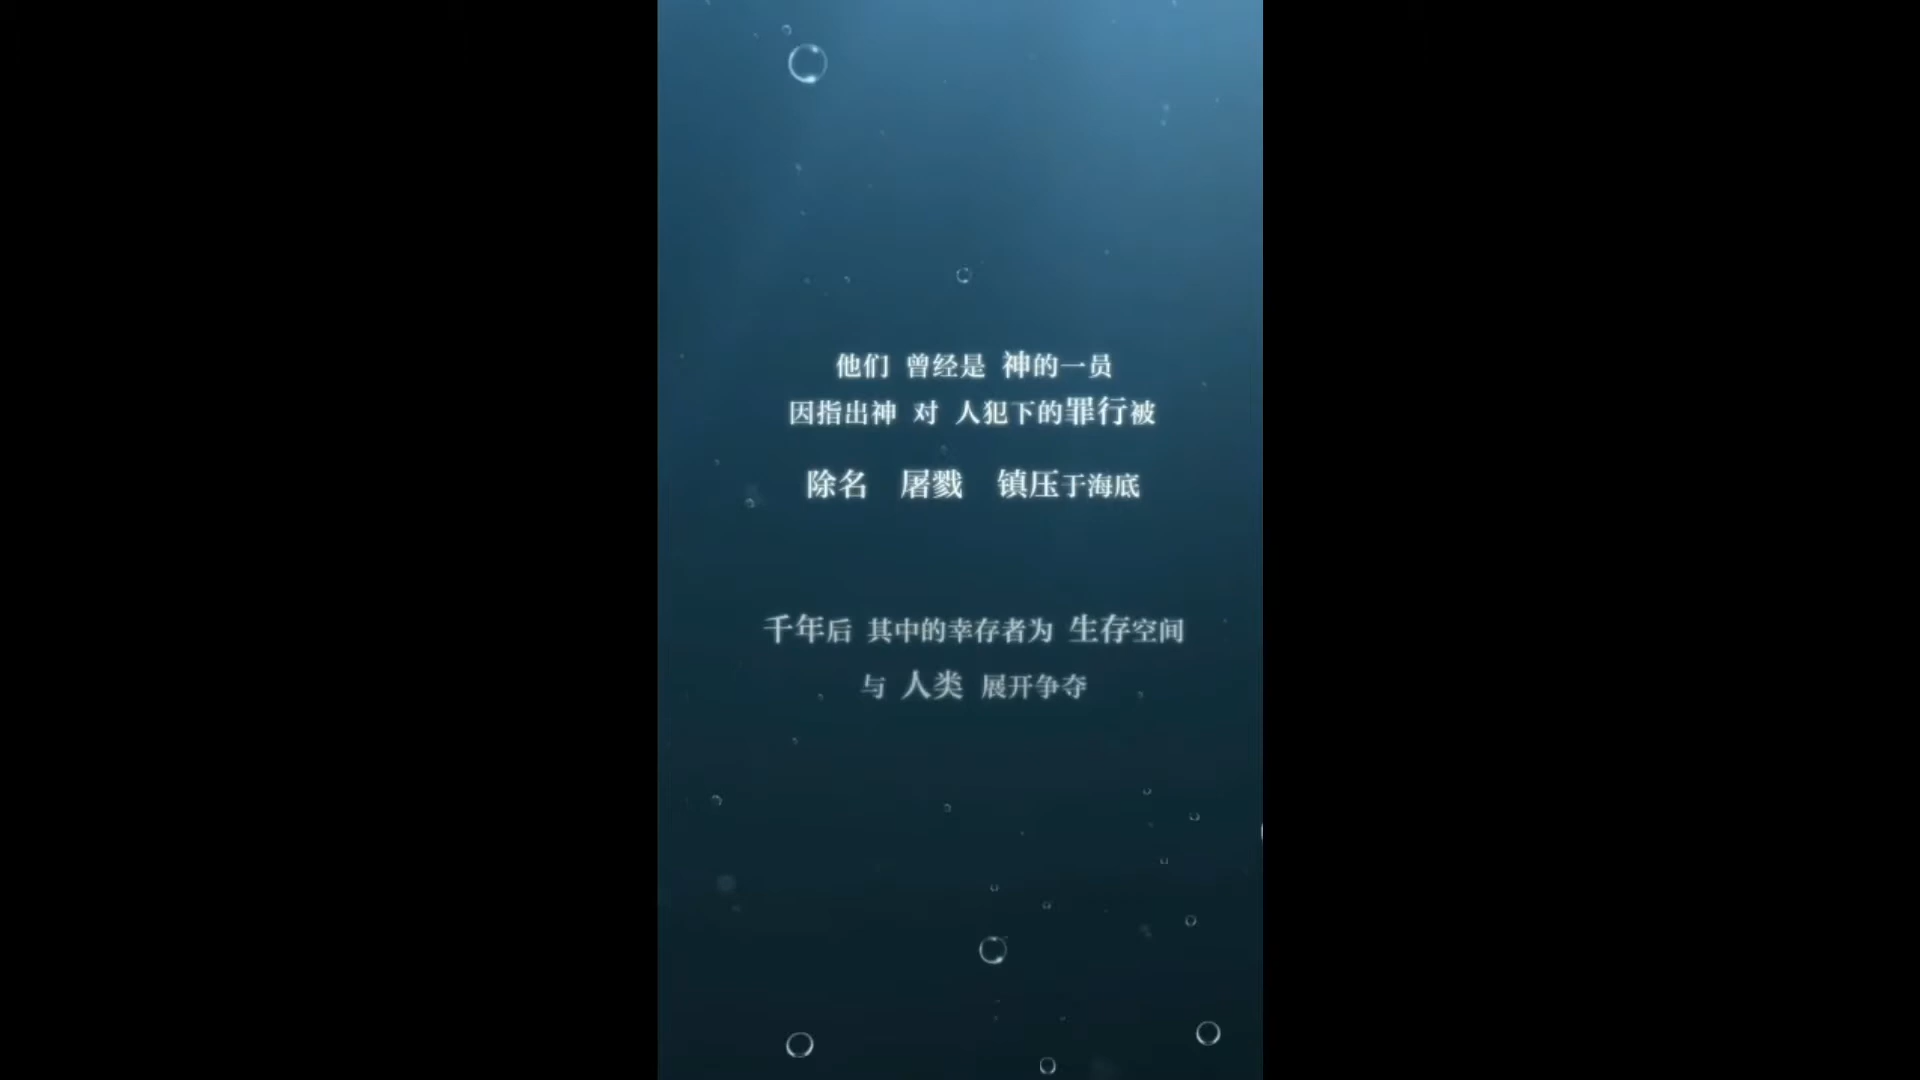 他们 曾经是 神的一员
因指出神 对 人犯下的罪行被
除名 屠戮 镇压于海底
千年后 其中的幸存者为 生存空间
与 人类 展开争夺